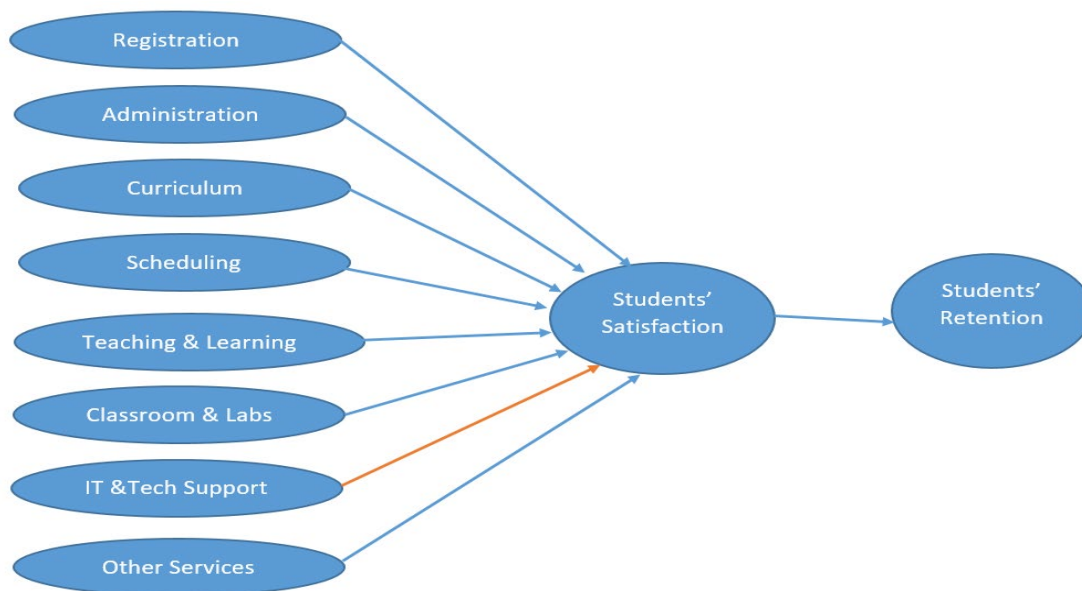 Registration
Administration
Curriculum
Scheduling
Teaching & Learning
Classroom & Labs
IT &Tech Support
Other Services
Students’
Satisfaction
Students’
Retention